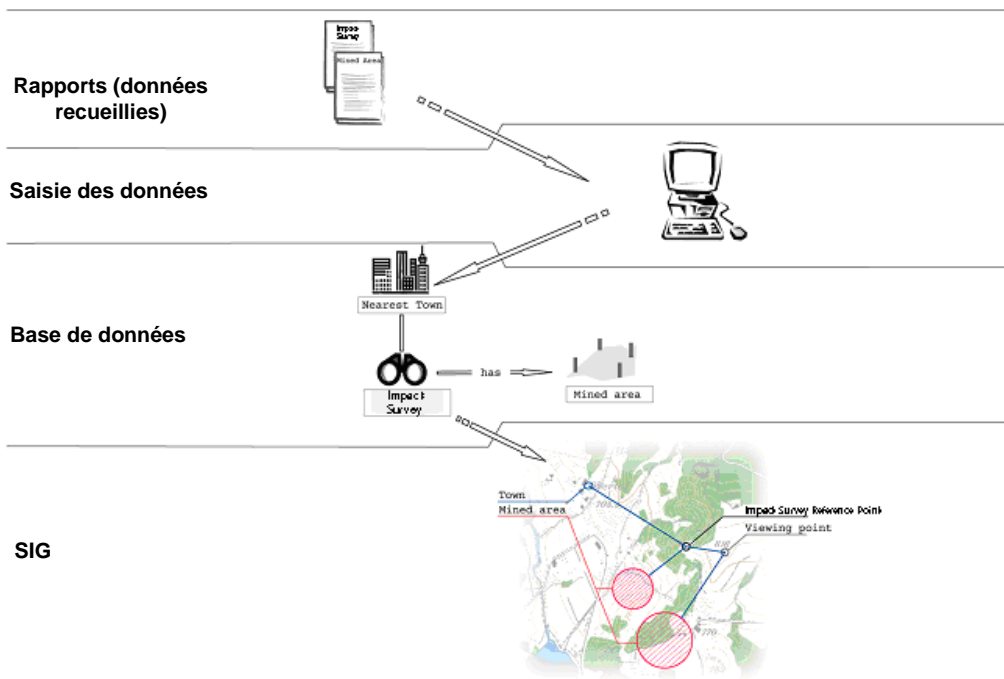 Impact
Survey
Mined Area
Rapports (données
recueillies)
Saisie des données
Nearest Town
Base de données
has
Impact
Survey
Mined area
Town
Mined area
Impact Survey Reference Point
Viewing point
SIG